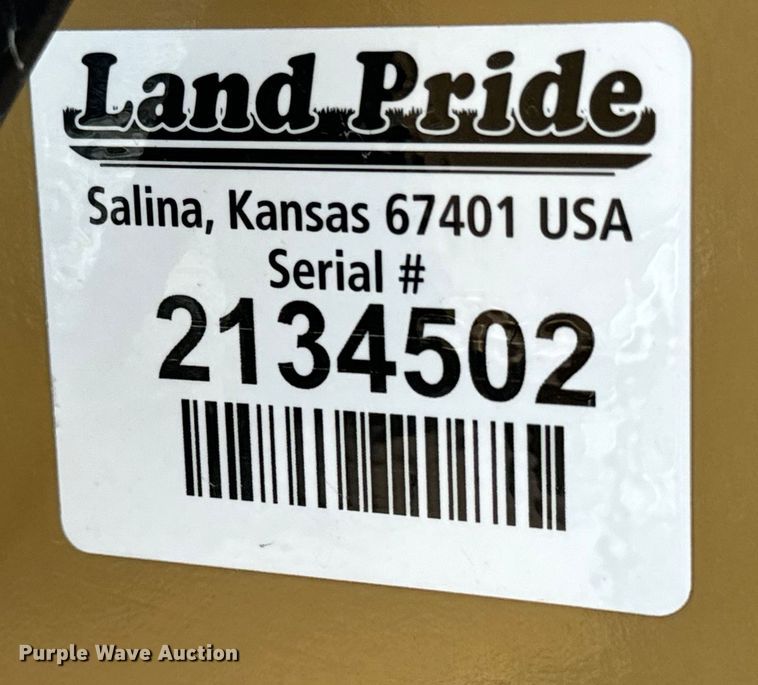 Land Pride
Salina, Kansas 67401 USA
Serial #
2134502
Purple Wave Auction